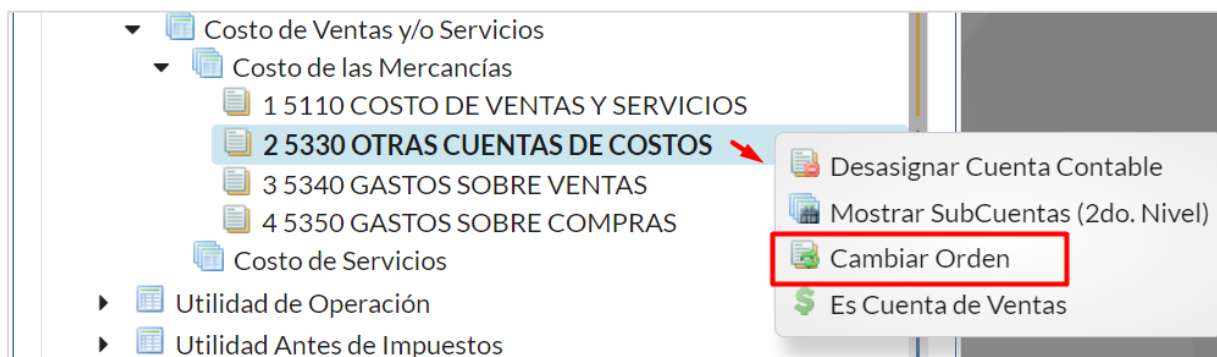 Costo de Ventas y/o Servicios
Costo de las Mercancías
1 5110 COSTO DE VENTAS Y SERVICIOS
2 5330 OTRAS CUENTAS DE COSTOS
3 5340 GASTOS SOBRE VENTAS
4 5350 GASTOS SOBRE COMPRAS
Costo de Servicios
Utilidad de Operación
Utilidad Antes de Impuestos
Desasignar Cuenta Contable
Mostrar SubCuentas (2do. Nivel)
Cambiar Orden
Es Cuenta de Ventas